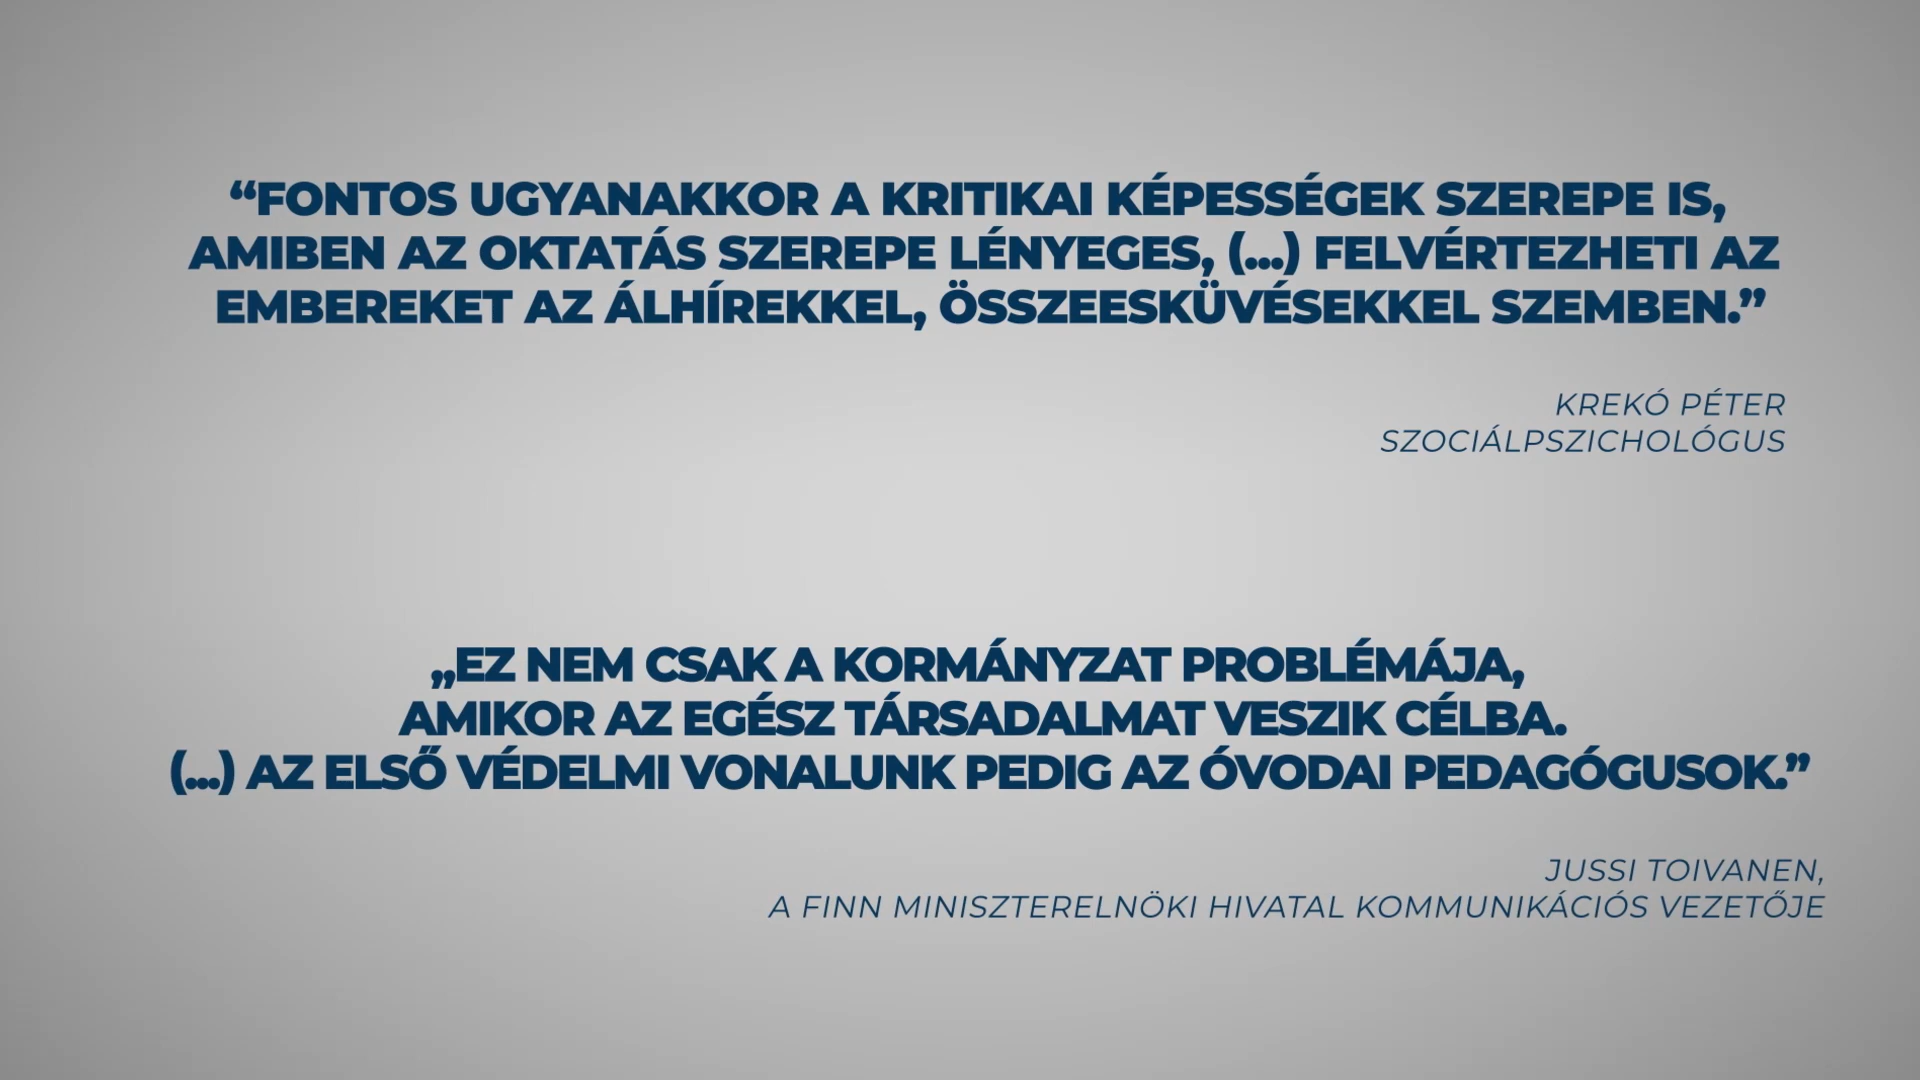 “FONTOS UGYANAKKOR A KRITIKAI KÉPESSÉGEK SZEREPE IS,
AMIBEN AZ OKTATÁS SZEREPE LÉNYEGES, (...) FELVÉRTEZHETI AZ
EMBEREKET AZ ÁLHÍREKKEL, ÖSSZEESKÜVÉSEKKEL SZEMBEN.”
KREKÓ PÉTER
SZOCIÁLPSZICHOLÓGUS
„EZ NEM CSAK A KORMÁNYZAT PROBLÉMÁJA,
AMIKOR AZ EGÉSZ TÁRSADALMAT VESZIK CÉLBA.
(...) AZ ELSŐ VÉDELMI VONALUNK PEDIG AZ ÓVODAI PEDAGÓGUSOK.”
JUSSI TOIVANEN,
A FINN MINISZTERELNÖKI HIVATAL KOMMUNIKÁCIÓS VEZETŐJE